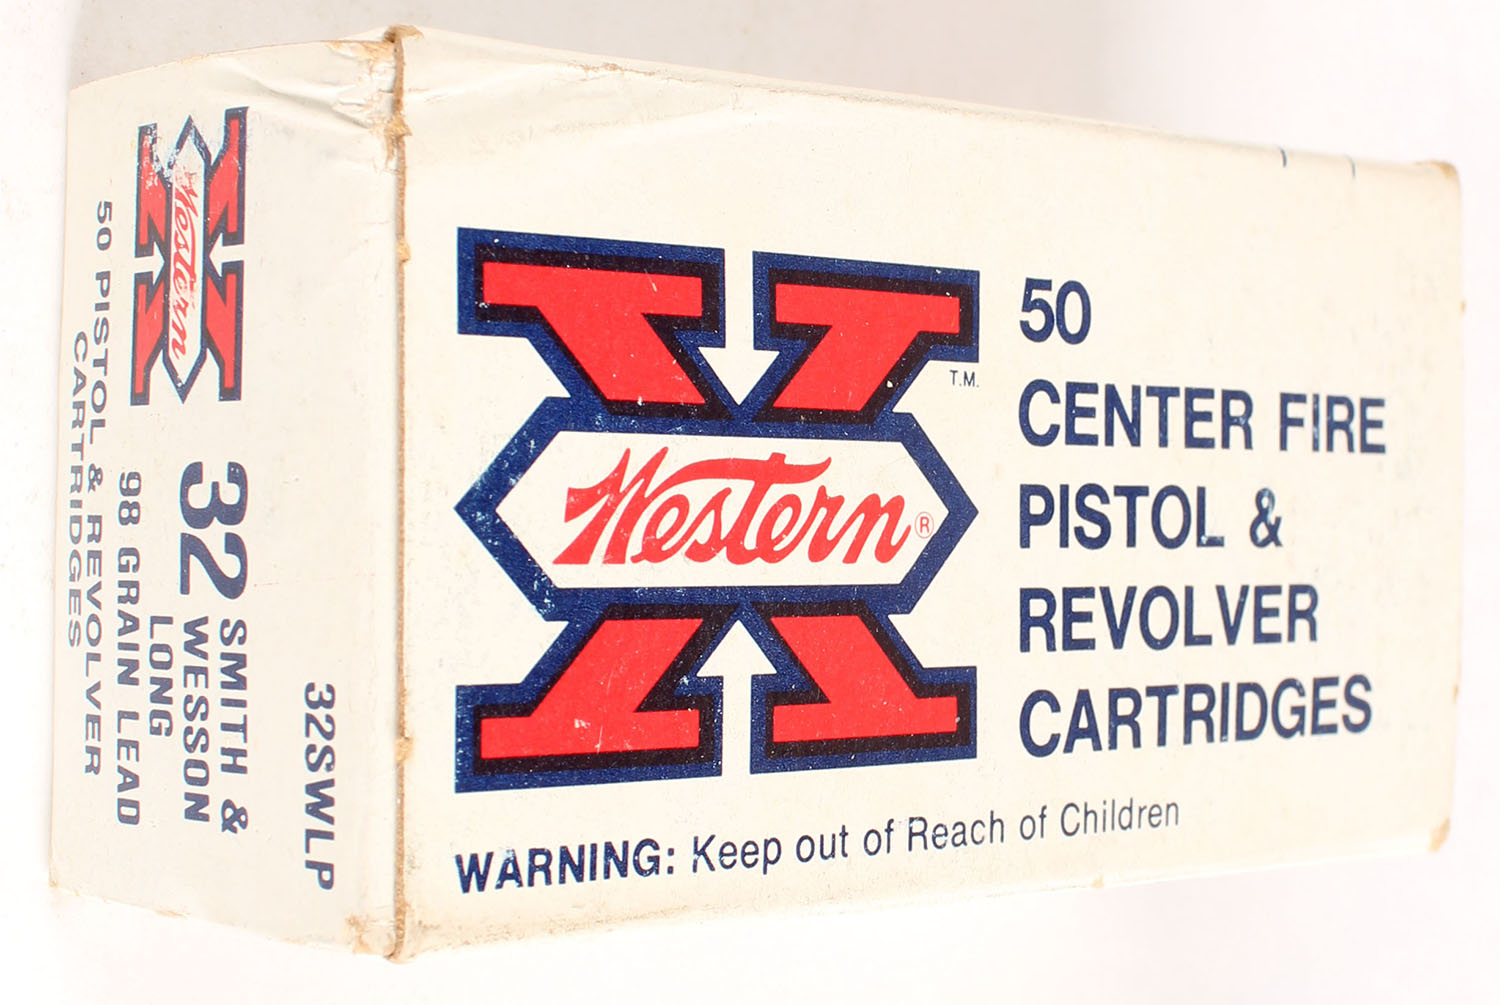 Western®
T.M.
50
CENTER FIRE
PISTOL &
REVOLVER
CARTRIDGES
WARNING: Keep out of Reach of Children
32SWLP
Western
32 SMITH &
WESSON
LONG
98 GRAIN LEAD
50 PISTOL & REVOLVER
CARTRIDGES